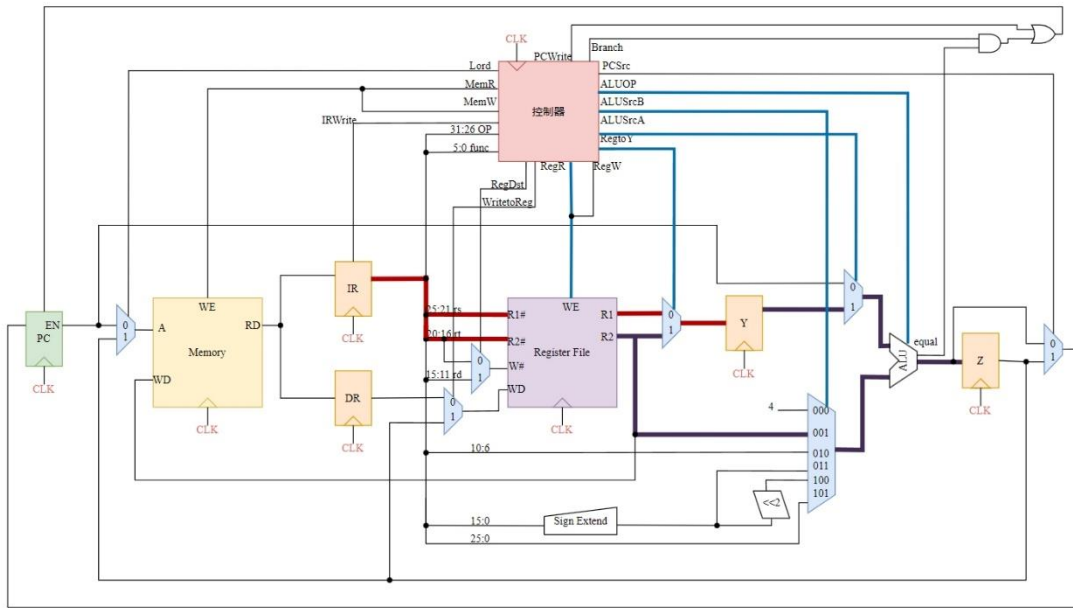 CLK
PCWrite
Branch
Lord
PCSrc
MemR
ALUOP
MemW
ALUSrcB
控制器
IRWrite
ALUSrcA
31:26 OP
RegtoY
5:0 func
RegR
RegW
RegDst
WritetoReg
IR
WE
WE
25:21 rs
R1#
R1
0
0
1
EN
0
A
RD
CLK
0
Y
equal
PC
1
Memory
20:16 rt
R2#
R2
1
ALU
0
1
Register File
CLK
Z
CLK
WD
DR
15:11 rd
0
1
W#
WD
0
1
4
000
CLK
CLK
CLK
CLK
001
10:6
010
011
100
<<2
101
15:0
Sign Extend
25:0